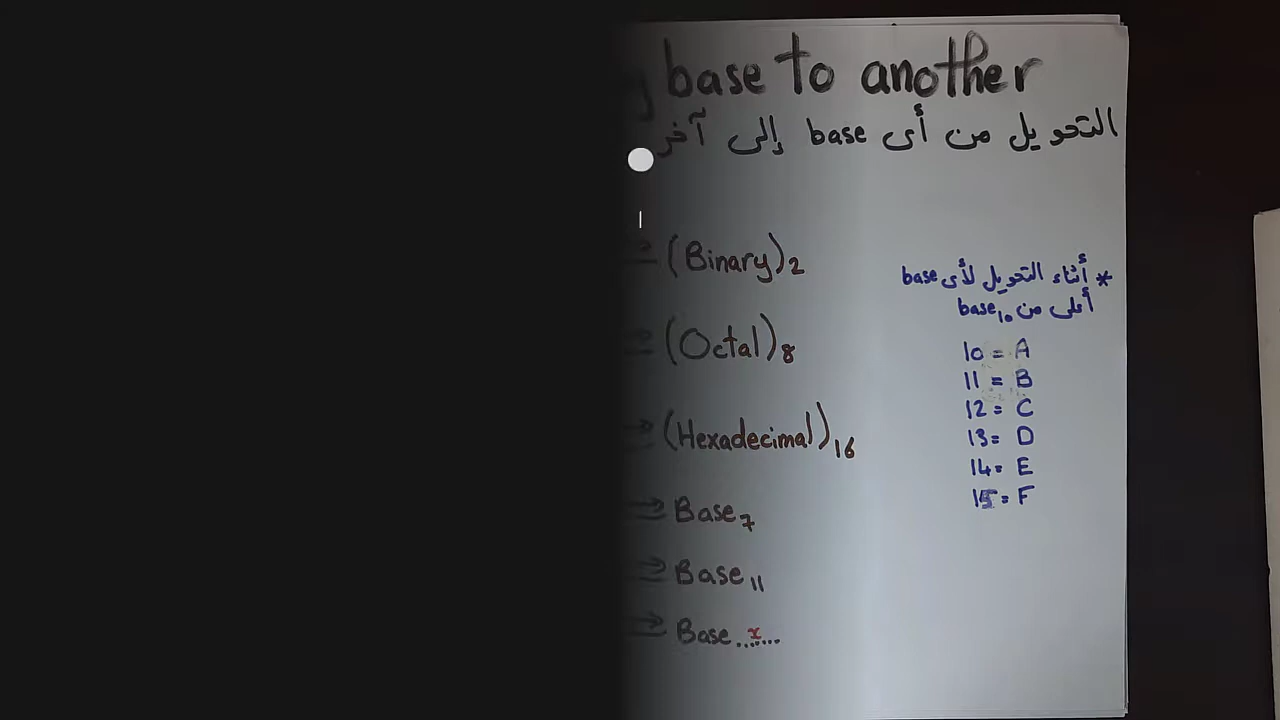 base to another
التحويل من أى base إلى آخر
(Binary)2
(Octal)8
(Hexadecimal)16
Base7
Base11
Base...x...
* أثناء التحويل لأى base
أعلى من base10
10 = A
11 = B
12 = C
13 = D
14 = E
15 = F